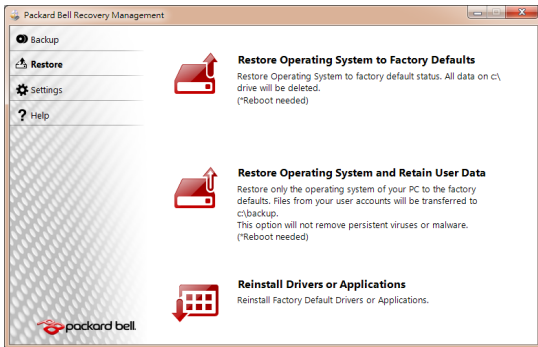 Packard Bell Recovery Management
Backup
Restore
Settings
? Help
Restore Operating System to Factory Defaults
Restore Operating System to factory default status. All data on c:\
drive will be deleted.
(*Reboot needed)
Restore Operating System and Retain User Data
Restore only the operating system of your PC to the factory
defaults. Files from your user accounts will be transferred to
c:\backup.
This option will not remove persistent viruses or malware.
(*Reboot needed)
Reinstall Drivers or Applications
Reinstall Factory Default Drivers or Applications.
packard bell.